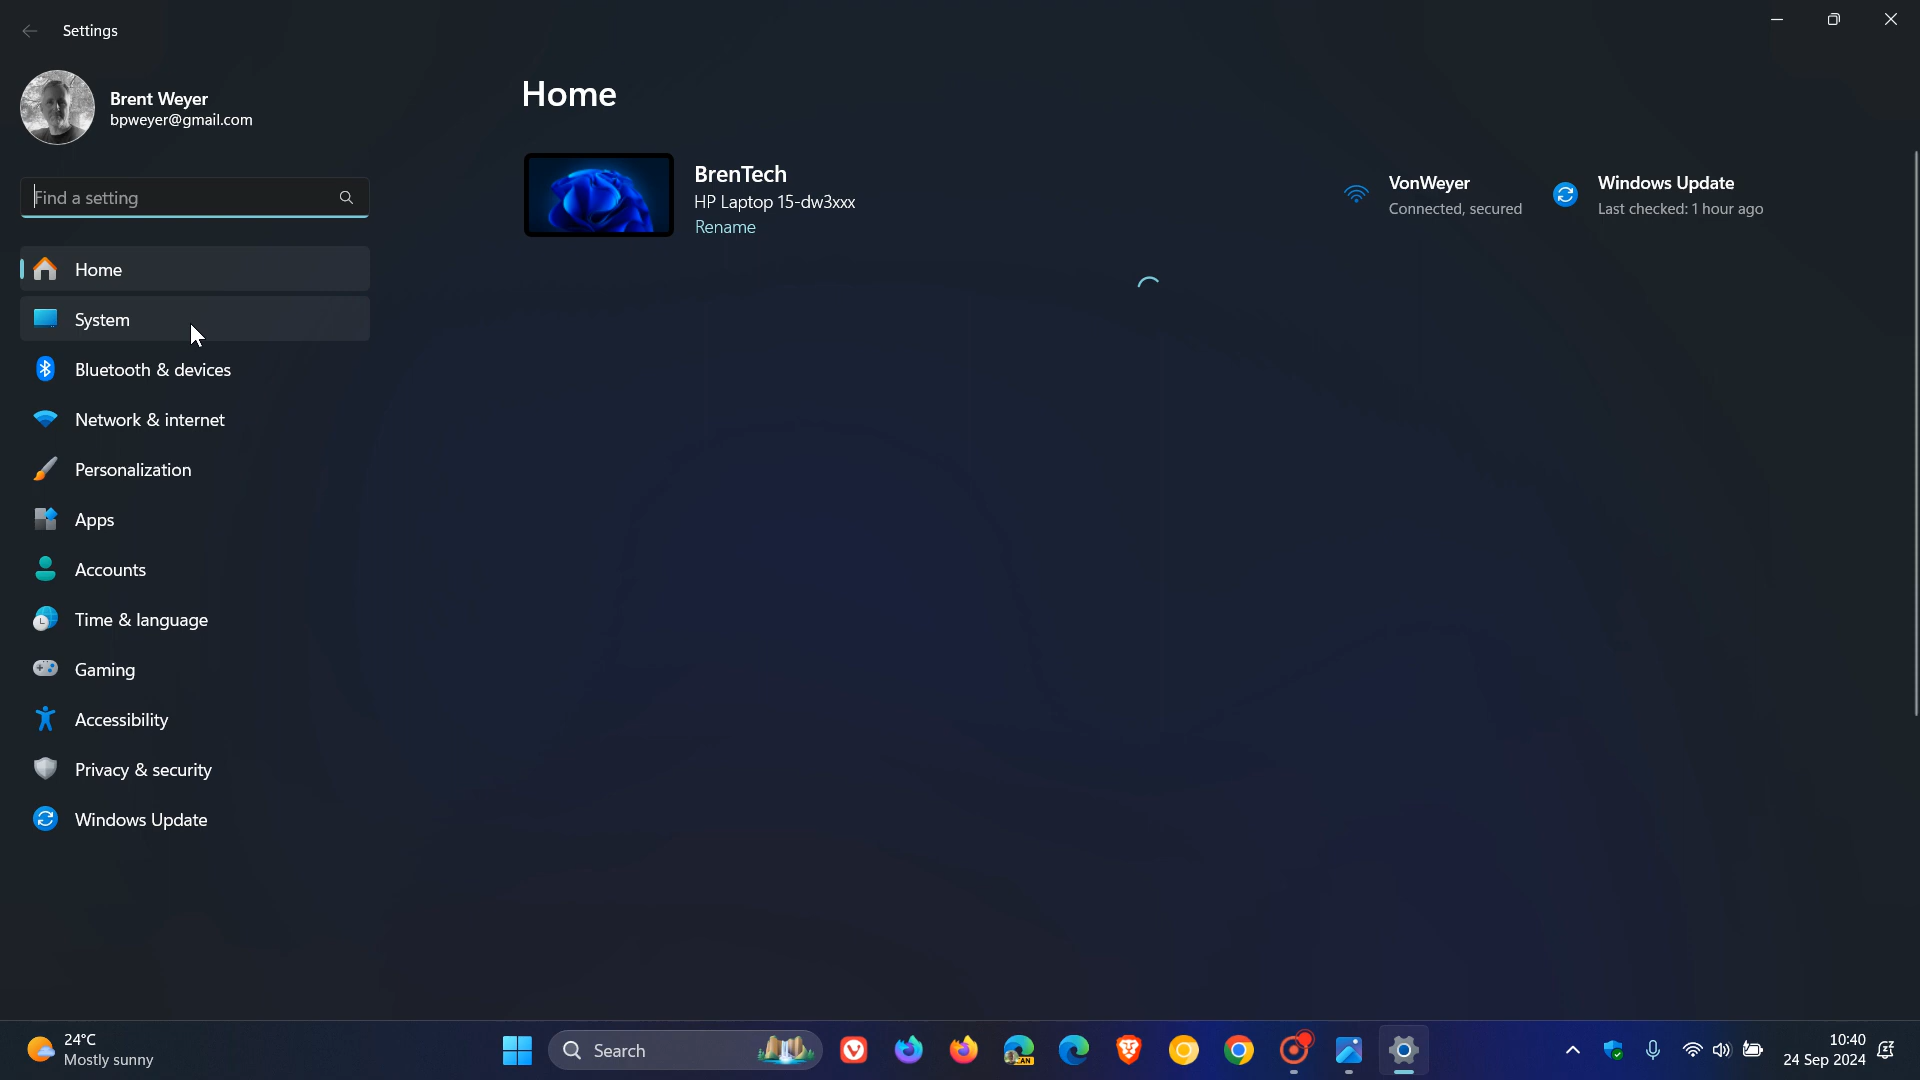 Settings
Brent Weyer
bpweyer@gmail.com
Find a setting
Home
System
Bluetooth & devices
Network & internet
Personalization
Apps
Accounts
Time & language
Gaming
Accessibility
Privacy & security
Windows Update
Home
BrenTech
HP Laptop 15-dw3xxx
Rename
VonWeyer
Connected, secured
Windows Update
Last checked: 1 hour ago
24°C
Mostly sunny
Search
CAN
10:40
24 Sep 2024